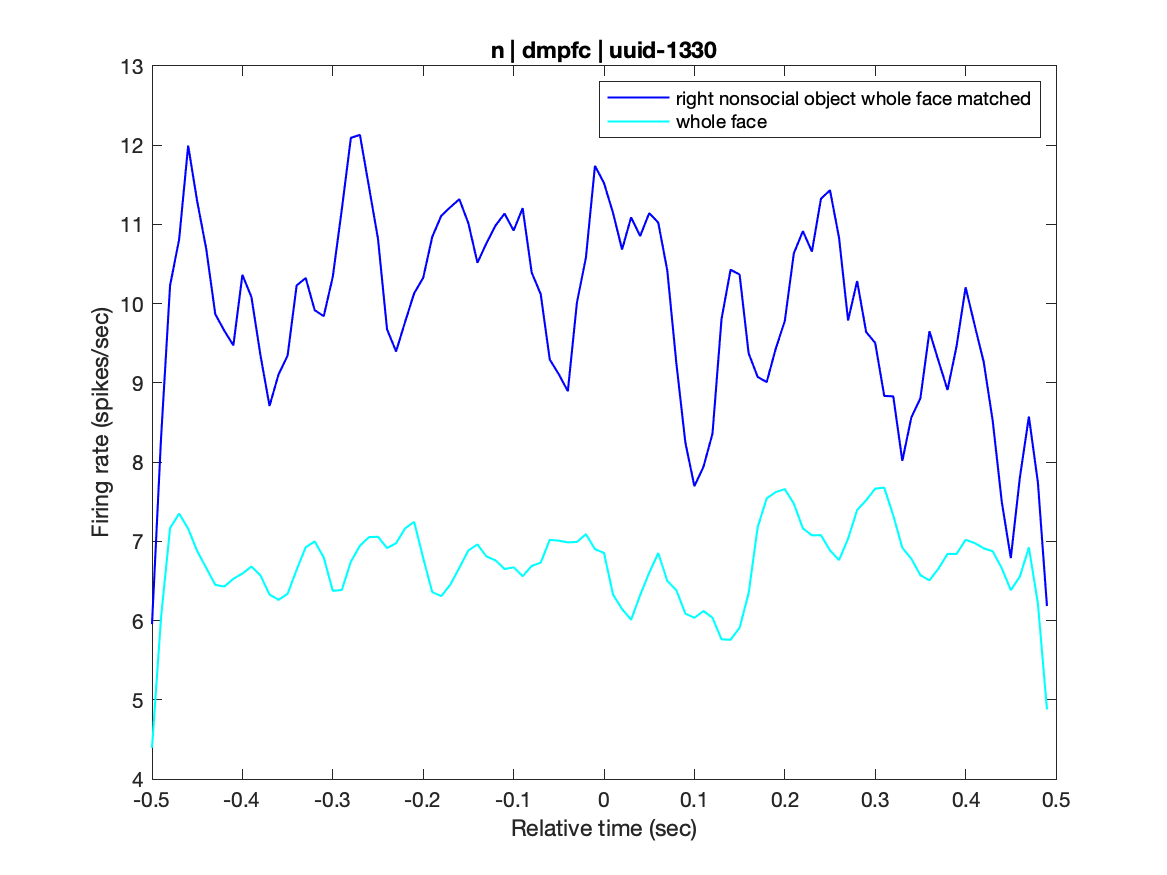 n | dmpfc | uuid-1330
right nonsocial object whole face matched
whole face
Firing rate (spikes/sec)
13
12
11
10
9
8
7
6
5
4
-0.5 -0.4 -0.3 -0.2 -0.1 0 0.1 0.2 0.3 0.4 0.5
Relative time (sec)